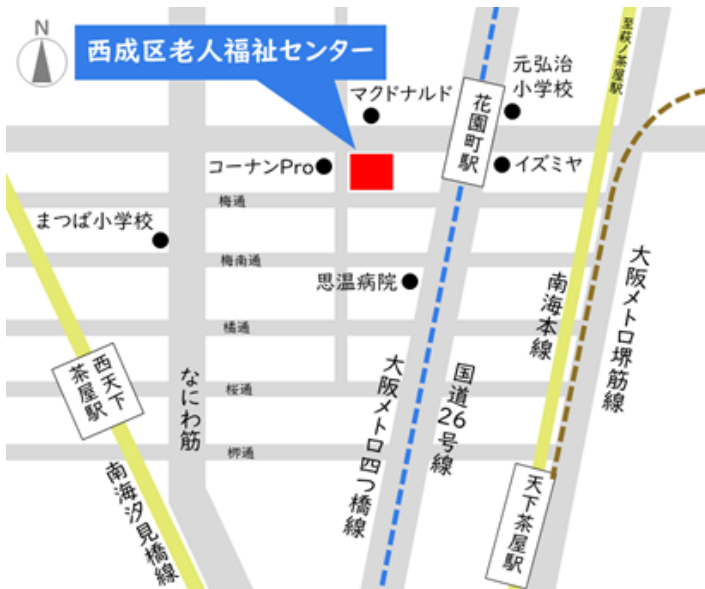 N
西成区老人福祉センター
至萩ノ茶屋駅
元弘治
小学校
マクドナルド
花園町駅
コーナンPro
イズミヤ
梅通
まつば小学校
梅南通
思温病院
大阪メトロ堺筋線
南海本線
橘通
西天下
茶屋駅
なにわ筋
大阪メトロ四つ橋線
国道26号線
桜通
柳通
南海汐見橋線
天下茶屋駅